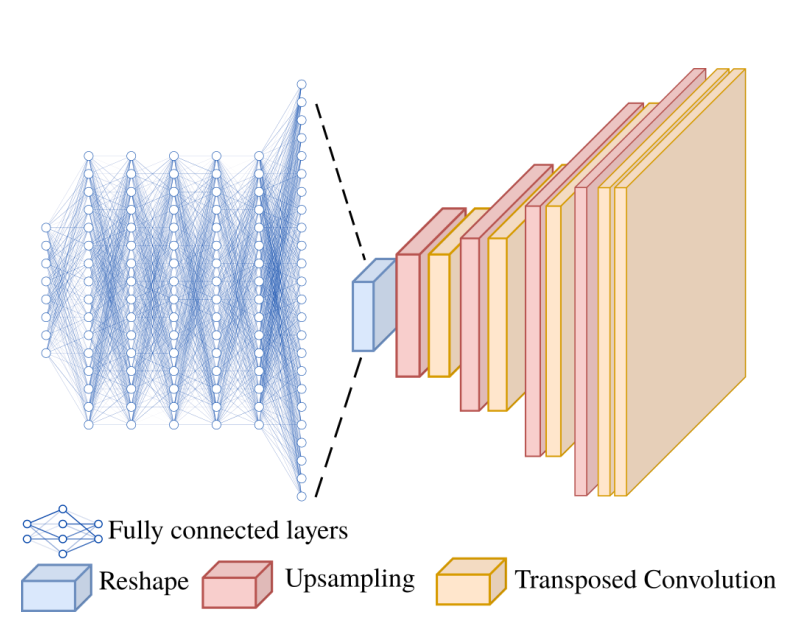 Fully connected layers
Reshape
Upsampling
Transposed Convolution